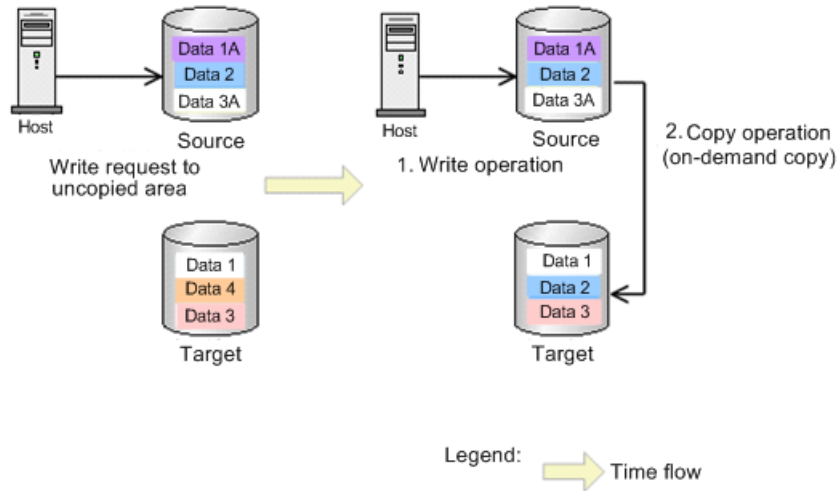 Data 1A
Data 2
Data 3A
Host
Source
Write request to
uncopied area
Data 1
Data 4
Data 3
Target
Data 1A
Data 2
Data 3A
Host
Source
1. Write operation
2. Copy operation
(on-demand copy)
Data 1
Data 2
Data 3
Target
Legend:
Time flow